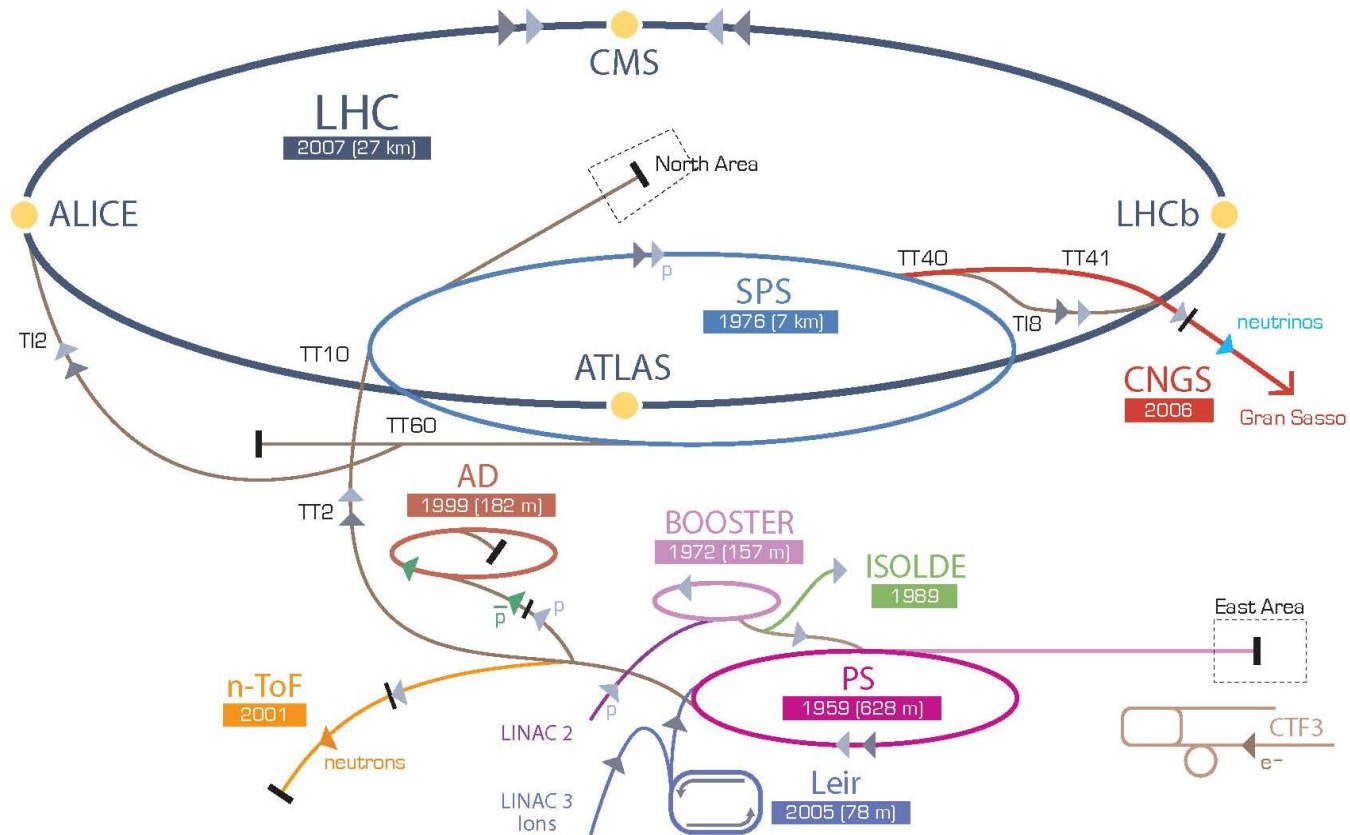 CMS
LHC
2007 (27 km)
North Area
ALICE
LHCb
TT40
TT41
p
SPS
1976 (7 km)
TI8
neutrinos
TI2
TT10
ATLAS
CNGS
2006
Gran Sasso
TT60
AD
1999 (182 m)
TT2
BOOSTER
1972 (157 m)
ISOLDE
1989
p̅
p
East Area
n-ToF
2001
PS
1959 (628 m)
p
LINAC 2
neutrons
CTF3
e–
LINAC 3
Ions
Leir
2005 (78 m)